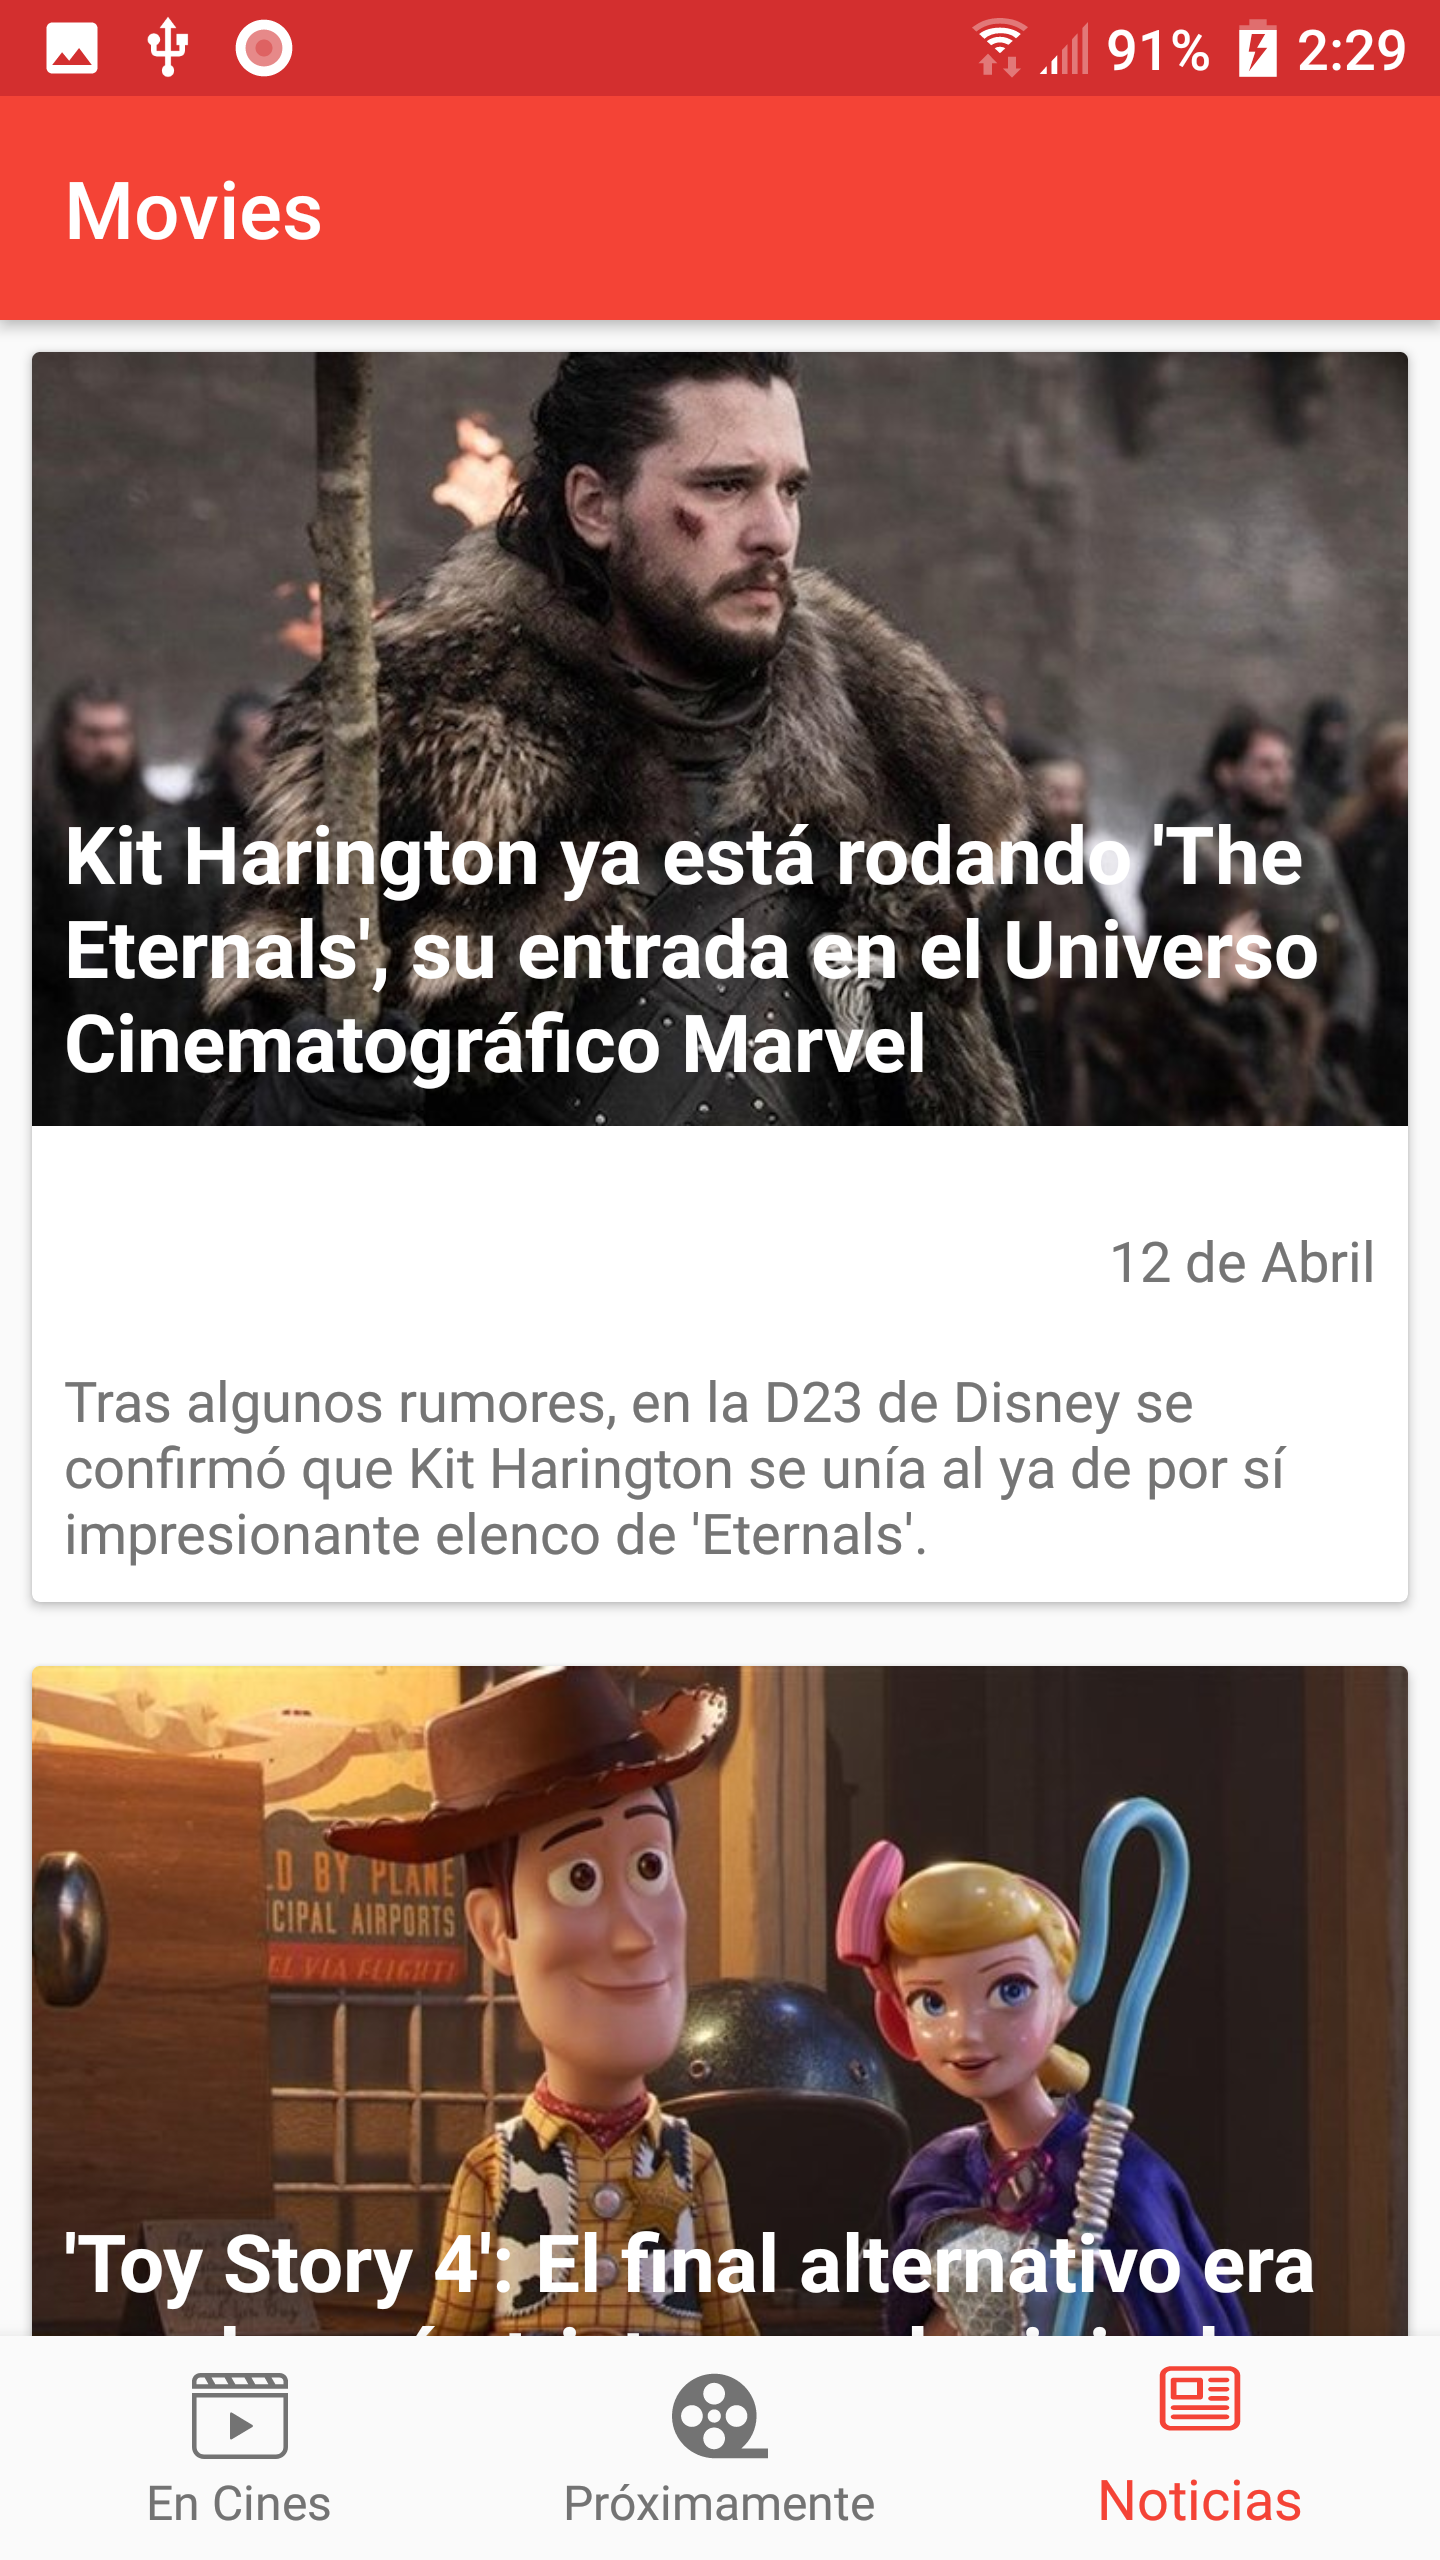 91% 2:29
Movies
Kit Harington ya está rodando 'The
Eternals', su entrada en el Universo
Cinematográfico Marvel
12 de Abril
Tras algunos rumores, en la D23 de Disney se
confirmó que Kit Harington se unía al ya de por sí
impresionante elenco de 'Eternals'.
D BY PLANE
CIPAL AIRPORTS
EL VIA FLIGHT!
'Toy Story 4': El final alternativo era
En Cines
Próximamente
Noticias